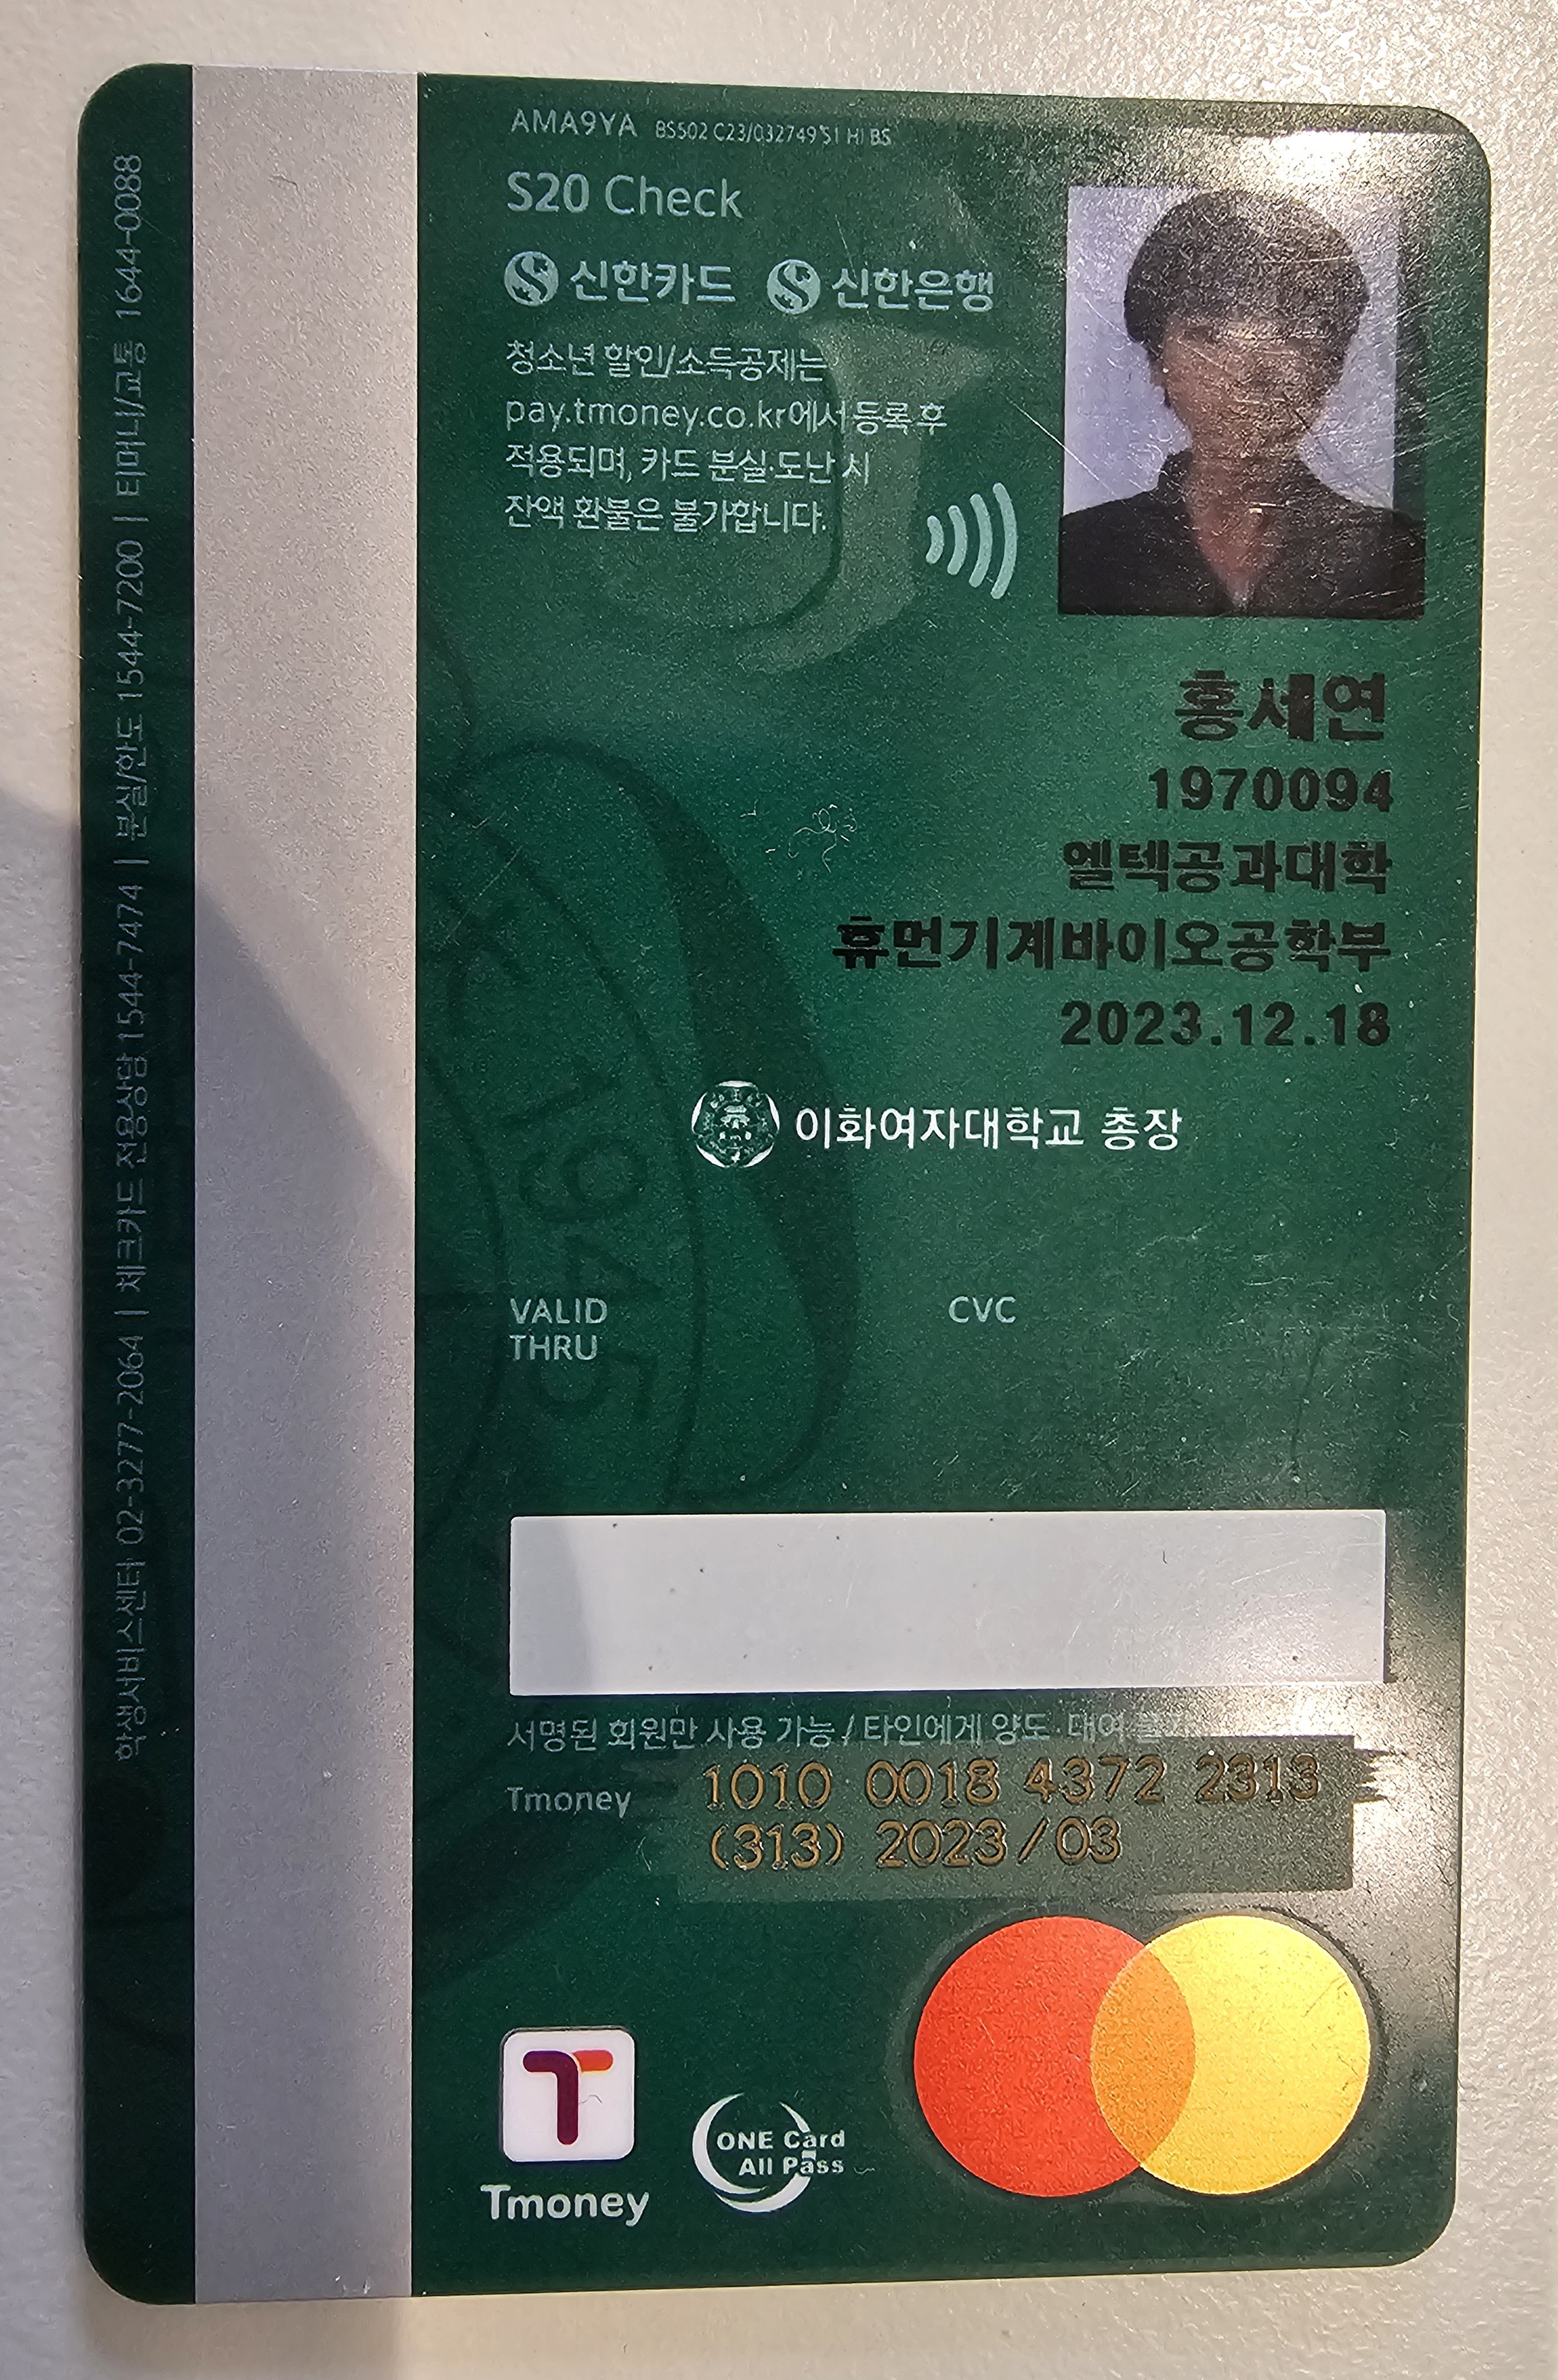 AMA9YA BS502 C23/032749 S1 HI BS
S20 Check
신한카드 신한은행
청소년 할인/소득공제는
pay.tmoney.co.kr에서 등록 후
적용되며, 카드 분실·도난 시
잔액 환불은 불가합니다.
홍세연
1970094
엘텍공과대학
휴먼기계바이오공학부
2023.12.18
이화여자대학교 총장
VALID
THRU
CVC
서명된 회원만 사용 가능 / 타인에게 양도·대여 불가
Tmoney
1010 0018 4372 2313
(313) 2023/03
Tmoney
ONE Card
All Pass
학생서비스센터 02-3277-2064 | 체크카드 전용상담 1544-7474 | 분실/한도 1544-7200 | 티머니/교통 1644-0088